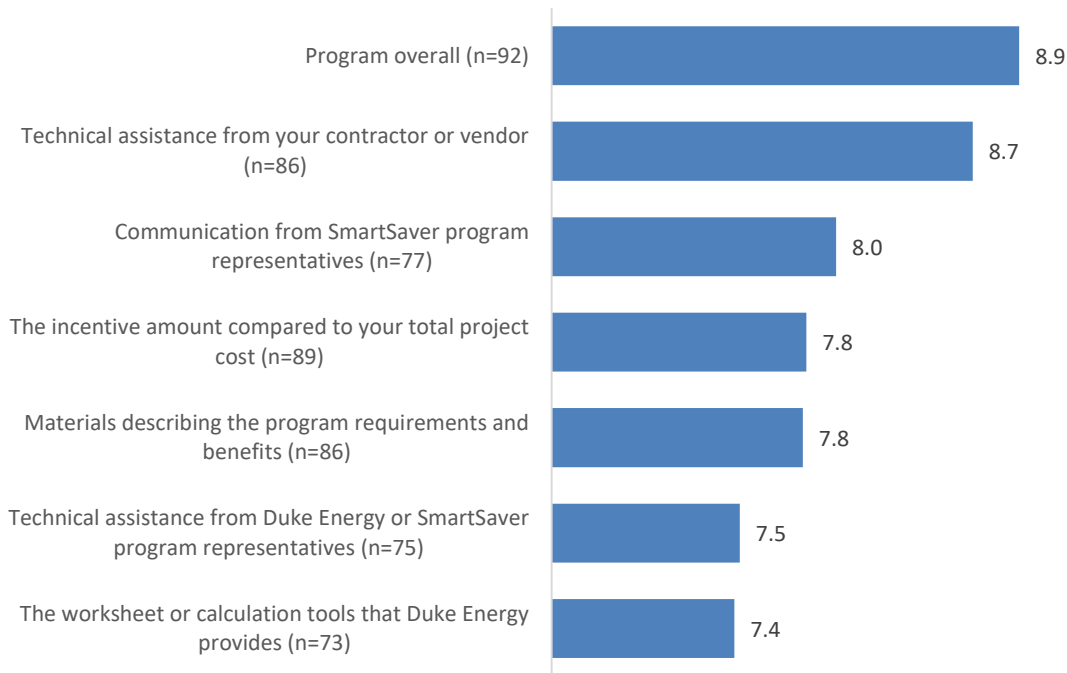 Program overall (n=92)
8.9
Technical assistance from your contractor or vendor
(n=86)
8.7
Communication from SmartSaver program
representatives (n=77)
8.0
The incentive amount compared to your total project
cost (n=89)
7.8
Materials describing the program requirements and
benefits (n=86)
7.8
Technical assistance from Duke Energy or SmartSaver
program representatives (n=75)
7.5
The worksheet or calculation tools that Duke Energy
provides (n=73)
7.4